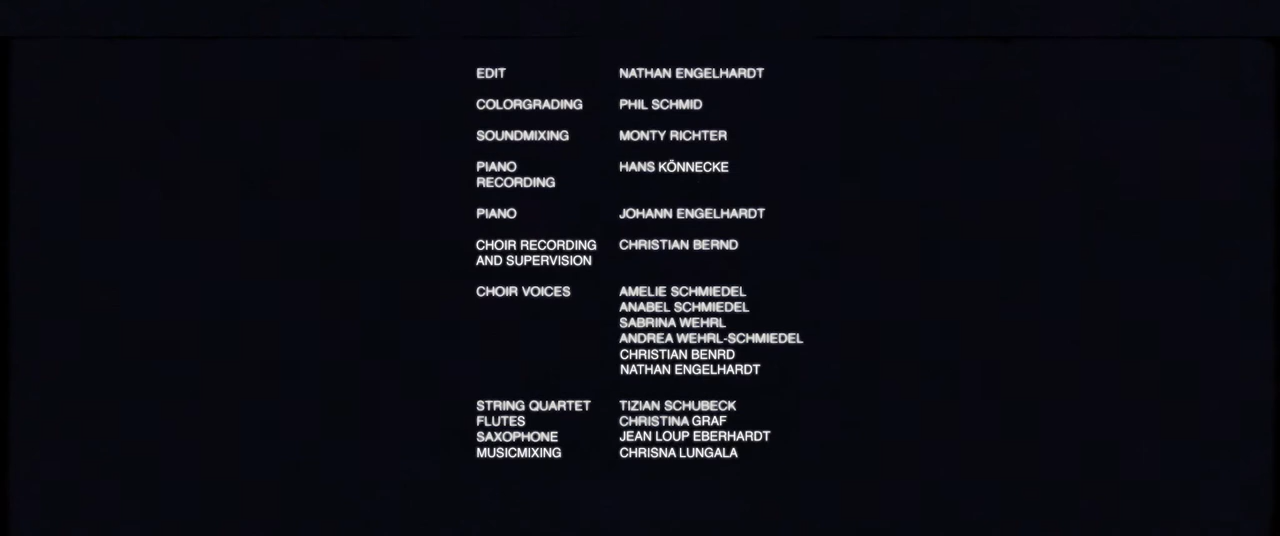 EDIT NATHAN ENGELHARDT
COLORGRADING PHIL SCHMID
SOUNDMIXING MONTY RICHTER
PIANO HANS KÖNNECKE
RECORDING
PIANO JOHANN ENGELHARDT
CHOIR RECORDING CHRISTIAN BERND
AND SUPERVISION
CHOIR VOICES AMELIE SCHMIEDEL
ANABEL SCHMIEDEL
SABRINA WEHRL
ANDREA WEHRL-SCHMIEDEL
CHRISTIAN BENRD
NATHAN ENGELHARDT
STRING QUARTET TIZIAN SCHUBECK
FLUTES CHRISTINA GRAF
SAXOPHONE JEAN LOUP EBERHARDT
MUSICMIXING CHRISNA LUNGALA